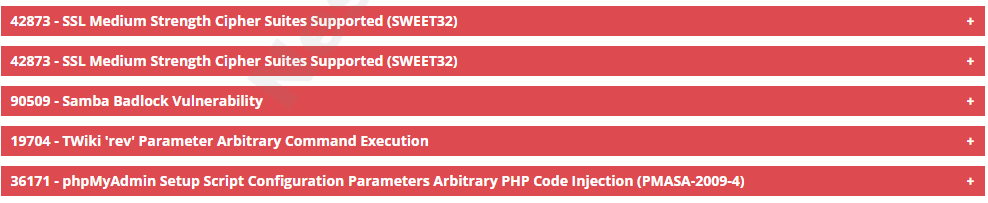 42873 - SSL Medium Strength Cipher Suites Supported (SWEET32) +
42873 - SSL Medium Strength Cipher Suites Supported (SWEET32) +
90509 - Samba Badlock Vulnerability +
19704 - TWiki 'rev' Parameter Arbitrary Command Execution +
36171 - phpMyAdmin Setup Script Configuration Parameters Arbitrary PHP Code Injection (PMASA-2009-4) +